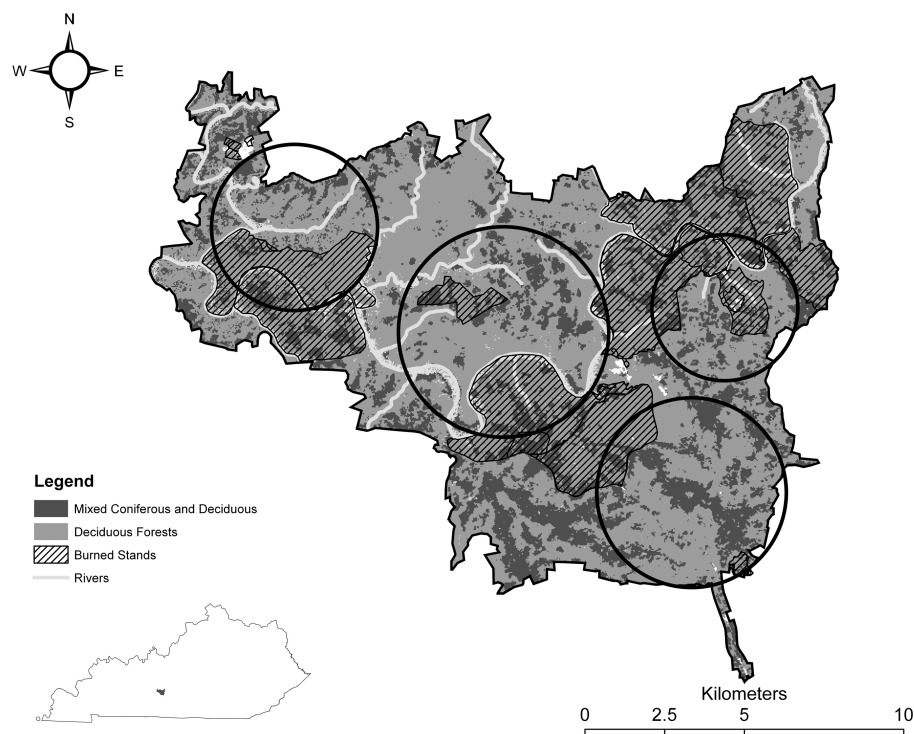 N
W E
S
Legend
Mixed Coniferous and Deciduous
Deciduous Forests
Burned Stands
Rivers
Kilometers
0 2.5 5 10